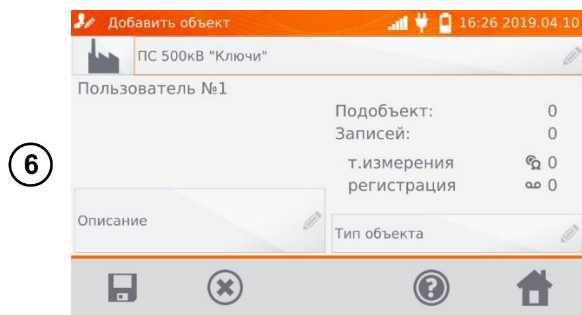 Добавить объект
16:26 2019.04.10
ПС 500кВ "Ключи"
Пользователь №1
Подобъект: 0
Записей: 0
т.измерения 0
регистрация 0
6
Описание
Тип объекта